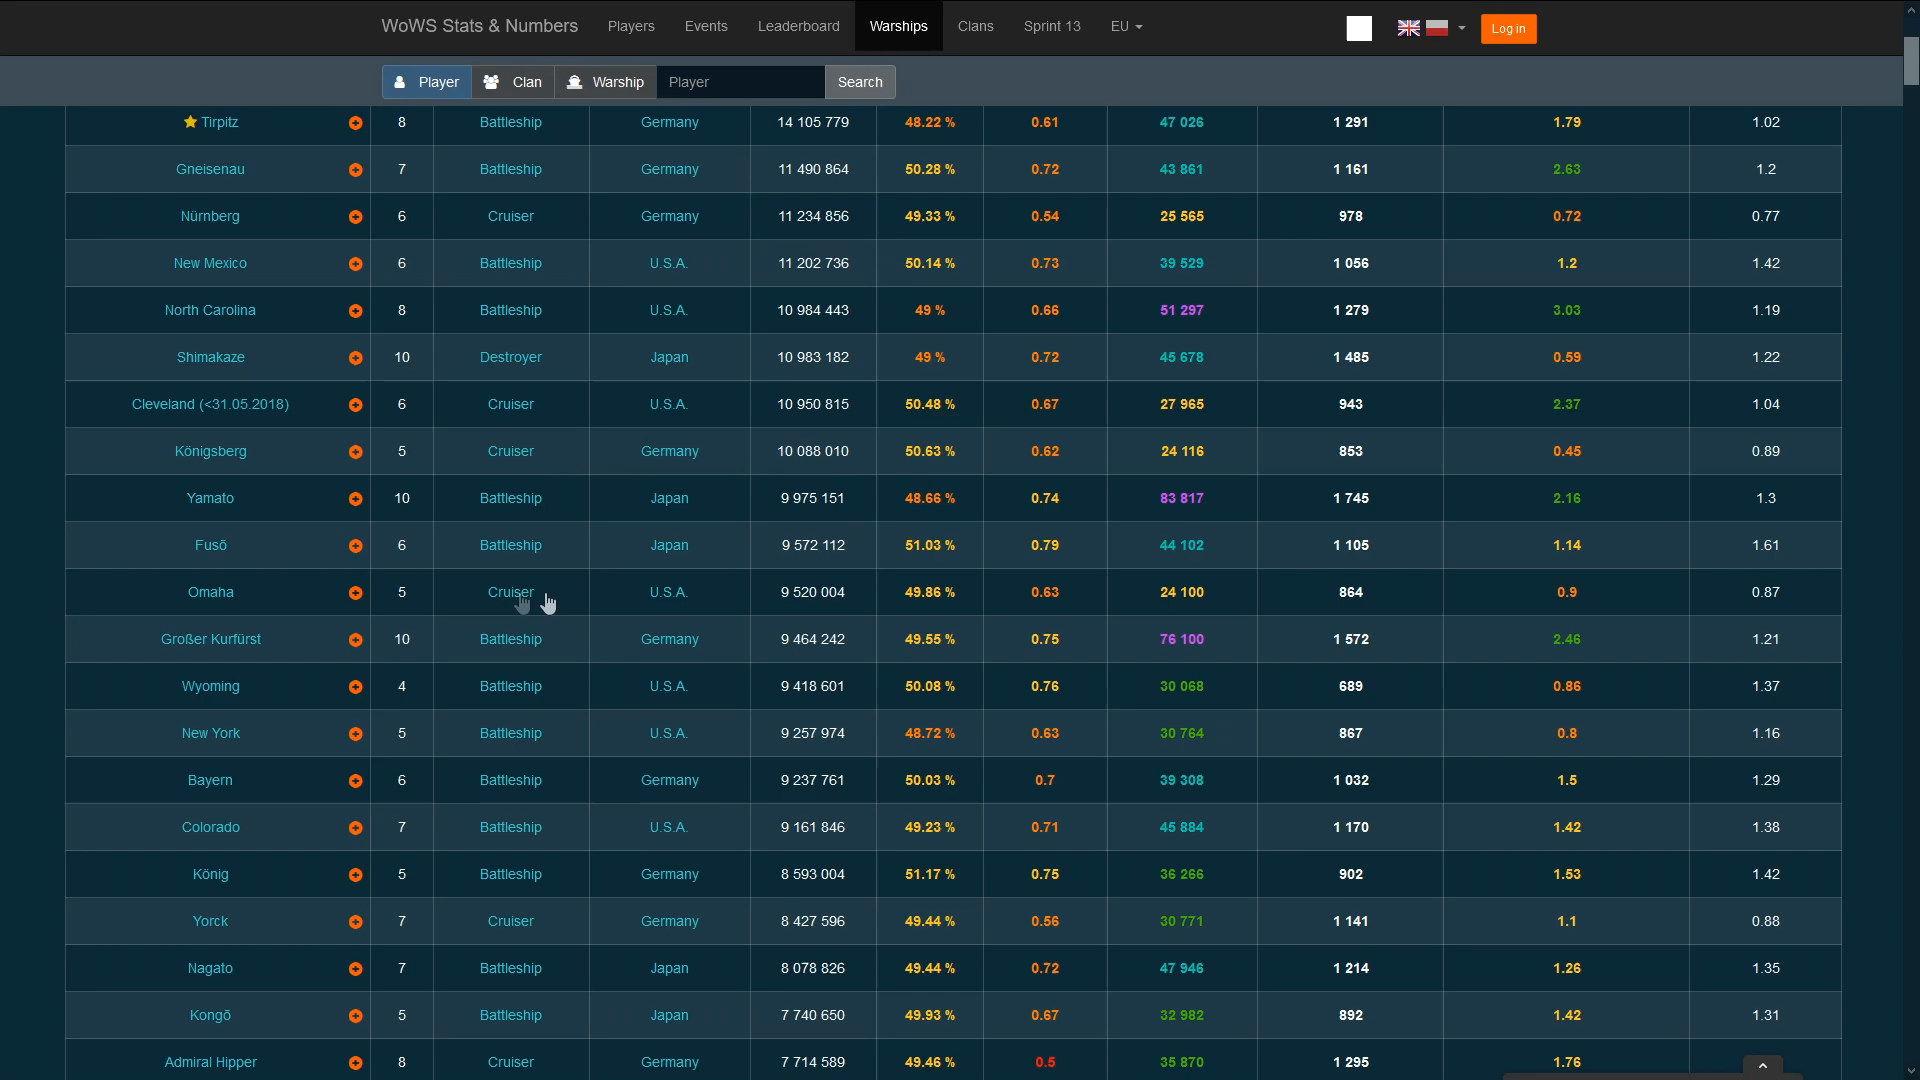 WoWS Stats & Numbers Players Events Leaderboard Warships Clans Sprint 13 EU Log in
Player Clan Warship Player Search
Tirpitz 8 Battleship Germany 14 105 779 48.22 % 0.61 47 026 1 291 1.79 1.02
Gneisenau 7 Battleship Germany 11 490 864 50.28 % 0.72 43 861 1 161 2.63 1.2
Nürnberg 6 Cruiser Germany 11 234 856 49.33 % 0.54 25 565 978 0.72 0.77
New Mexico 6 Battleship U.S.A. 11 202 736 50.14 % 0.73 39 529 1 056 1.2 1.42
North Carolina 8 Battleship U.S.A. 10 984 443 49 % 0.66 51 297 1 279 3.03 1.19
Shimakaze 10 Destroyer Japan 10 983 182 49 % 0.72 45 678 1 485 0.59 1.22
Cleveland (<31.05.2018) 6 Cruiser U.S.A. 10 950 815 50.48 % 0.67 27 965 943 2.37 1.04
Königsberg 5 Cruiser Germany 10 088 010 50.63 % 0.62 24 116 853 0.45 0.89
Yamato 10 Battleship Japan 9 975 151 48.66 % 0.74 83 817 1 745 2.16 1.3
Fusō 6 Battleship Japan 9 572 112 51.03 % 0.79 44 102 1 105 1.14 1.61
Omaha 5 Cruiser U.S.A. 9 520 004 49.86 % 0.63 24 100 864 0.9 0.87
Großer Kurfürst 10 Battleship Germany 9 464 242 49.55 % 0.75 76 100 1 572 2.46 1.21
Wyoming 4 Battleship U.S.A. 9 418 601 50.08 % 0.76 30 068 689 0.86 1.37
New York 5 Battleship U.S.A. 9 257 974 48.72 % 0.63 30 764 867 0.8 1.16
Bayern 6 Battleship Germany 9 237 761 50.03 % 0.7 39 308 1 032 1.5 1.29
Colorado 7 Battleship U.S.A. 9 161 846 49.23 % 0.71 45 884 1 170 1.42 1.38
König 5 Battleship Germany 8 593 004 51.17 % 0.75 36 266 902 1.53 1.42
Yorck 7 Cruiser Germany 8 427 596 49.44 % 0.56 30 771 1 141 1.1 0.88
Nagato 7 Battleship Japan 8 078 826 49.44 % 0.72 47 946 1 214 1.26 1.35
Kongō 5 Battleship Japan 7 740 650 49.93 % 0.67 32 982 892 1.42 1.31
Admiral Hipper 8 Cruiser Germany 7 714 589 49.46 % 0.5 35 870 1 295 1.76